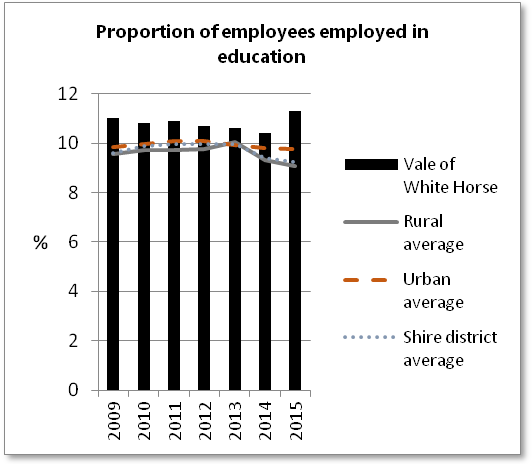 Proportion of employees employed in
education
12
10
8
6
4
2
0
%
2009
2010
2011
2012
2013
2014
2015
Vale of
White Horse
Rural
average
Urban
average
Shire district
average